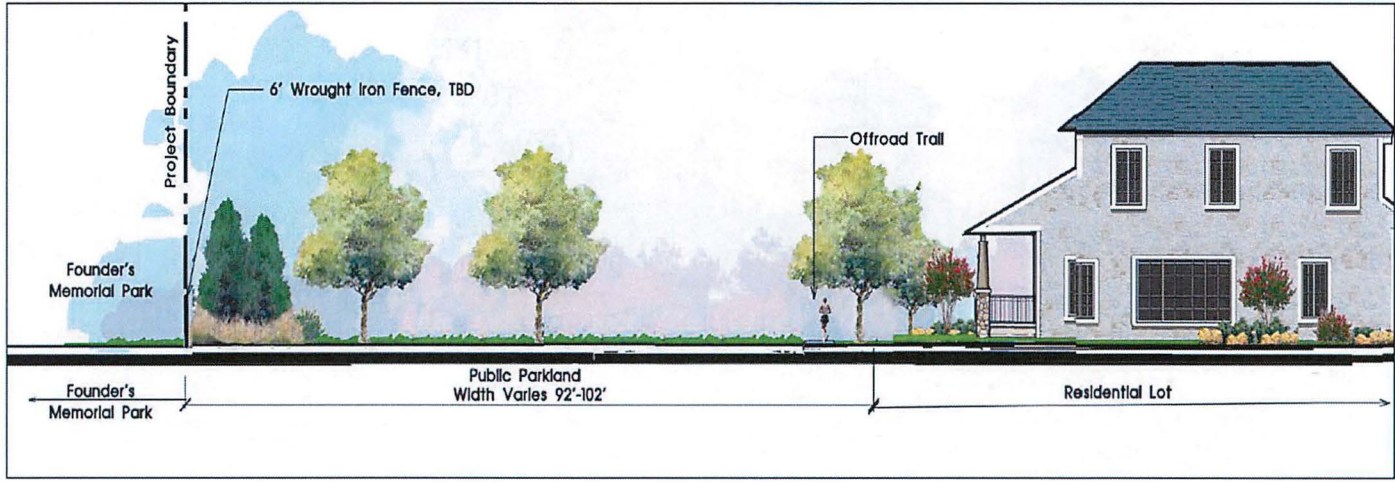 Project Boundary
6' Wrought Iron Fence, TBD
Offroad Trail
Founder's
Memorial Park
Founder's
Memorial Park
Public Parkland
Width Varies 92'-102'
Residential Lot